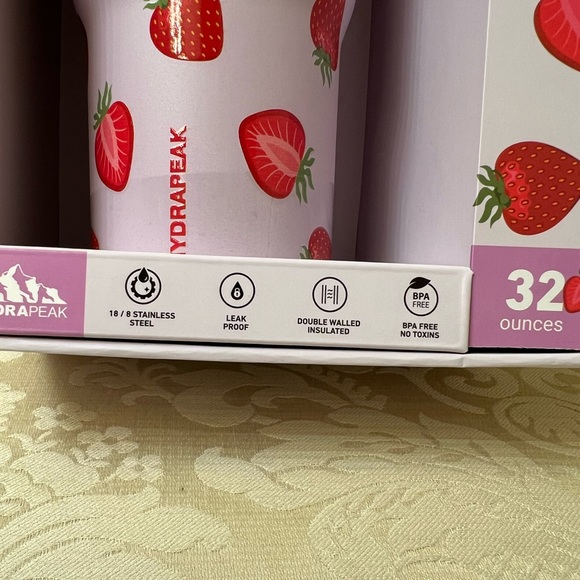 YDRAPEAK
DRAPEAK
18 / 8 STAINLESS
STEEL
LEAK
PROOF
DOUBLE WALLED
INSULATED
BPA
FREE
BPA FREE
NO TOXINS
32
ounces